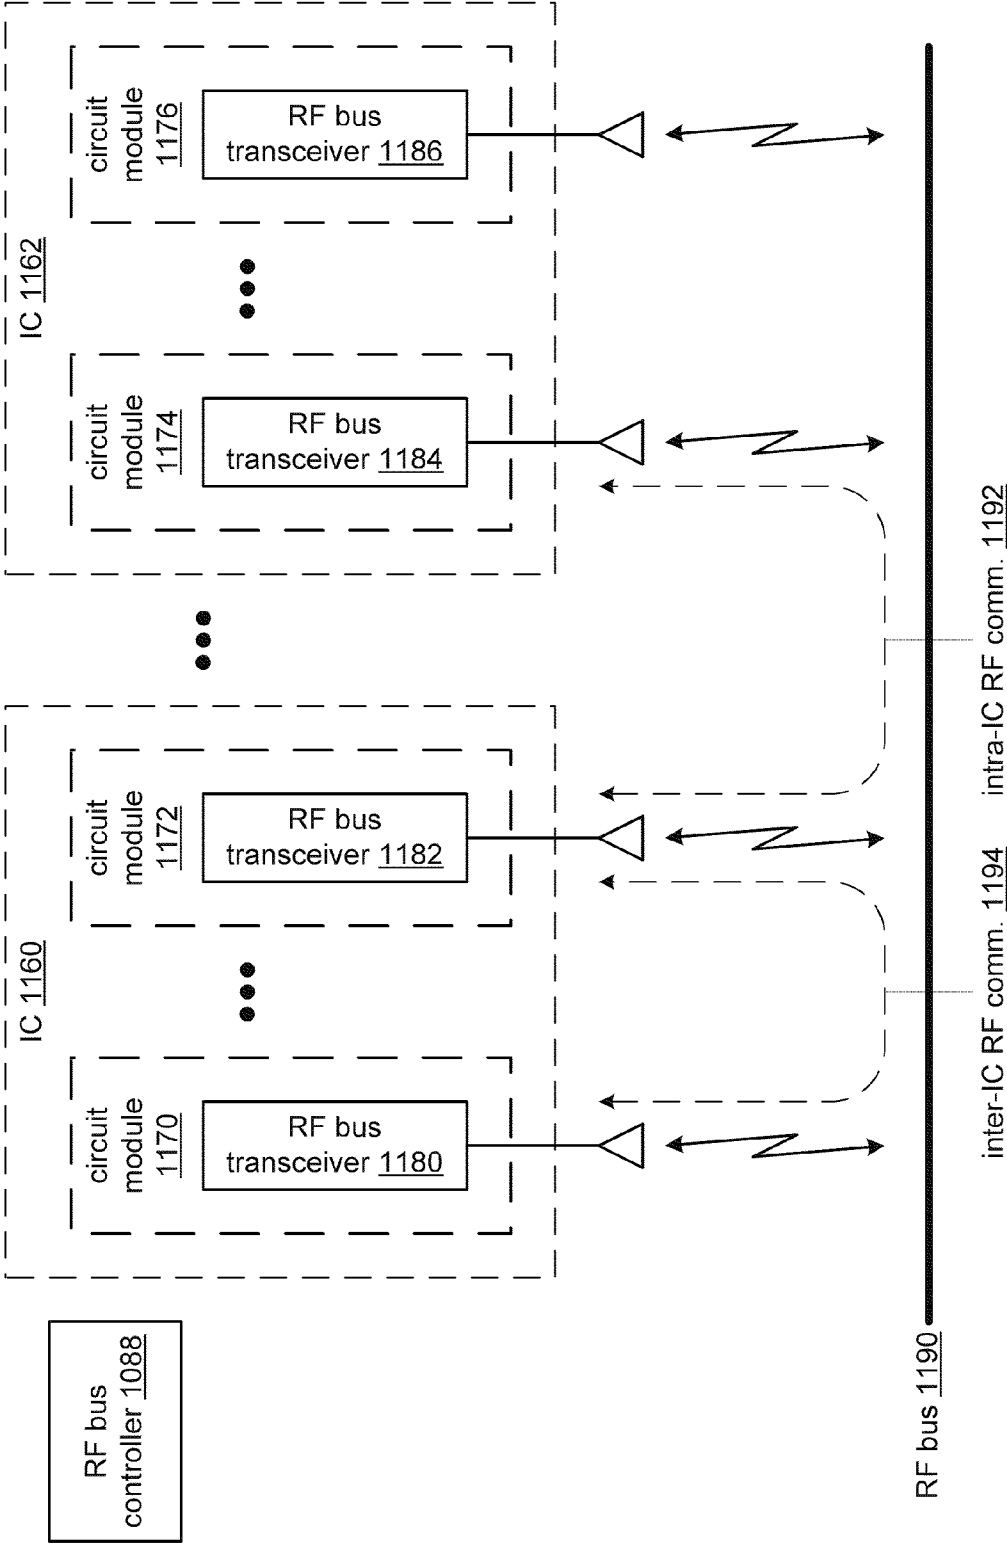 RF bus
controller 1088
IC 1160
circuit
module
1170
RF bus
transceiver 1180
circuit
module
1172
RF bus
transceiver 1182
IC 1162
circuit
module
1174
RF bus
transceiver 1184
circuit
module
1176
RF bus
transceiver 1186
RF bus 1190
inter-IC RF comm. 1194
intra-IC RF comm. 1192